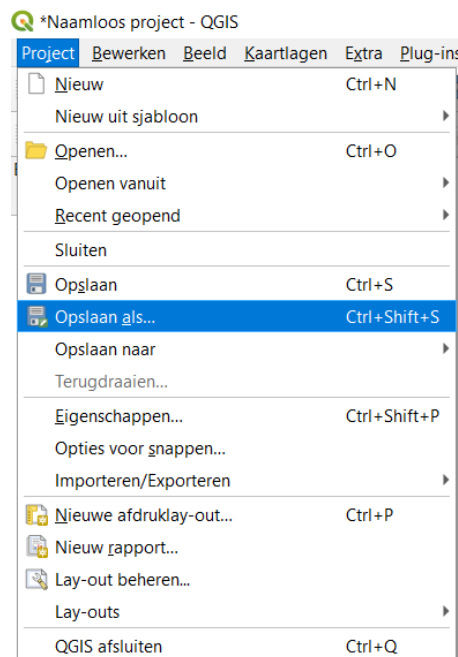 *Naamloos project - QGIS
Project Bewerken Beeld Kaartlagen Extra Plug-ins
Nieuw Ctrl+N
Nieuw uit sjabloon
Openen... Ctrl+O
Openen vanuit
Recent geopend
Sluiten
Opslaan Ctrl+S
Opslaan als... Ctrl+Shift+S
Opslaan naar
Terugdraaien...
Eigenschappen... Ctrl+Shift+P
Opties voor snappen...
Importeren/Exporteren
Nieuwe afdruklay-out... Ctrl+P
Nieuw rapport...
Lay-out beheren...
Lay-outs
QGIS afsluiten Ctrl+Q